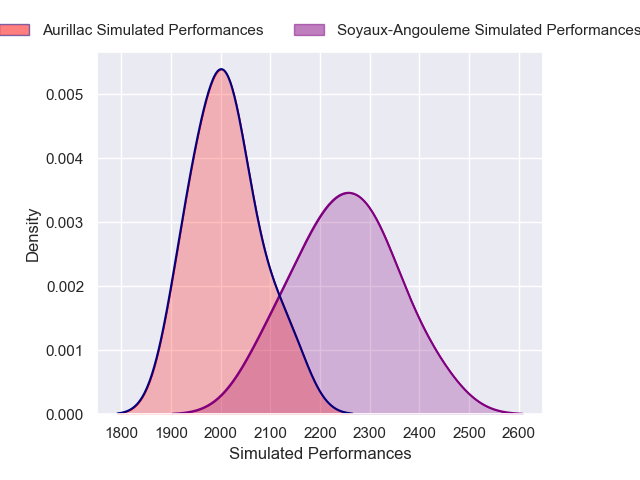 Aurillac Simulated Performances Soyaux-Angouleme Simulated Performances
0.005
0.004
0.003
0.002
0.001
0.000
Density
1800 1900 2000 2100 2200 2300 2400 2500 2600
Simulated Performances